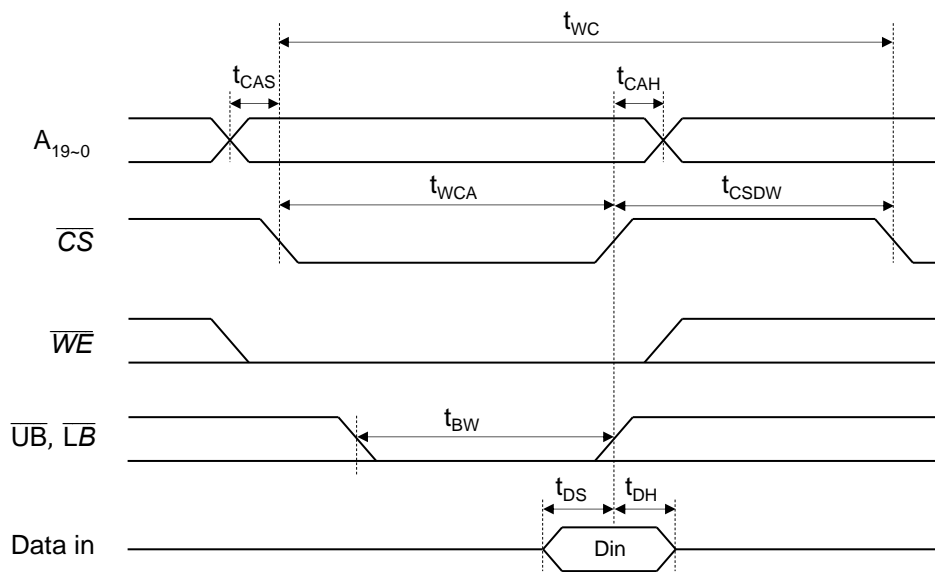 tWC
tCAS
tCAH
A19~0
tWCA
tCSDW
CS
WE
UB, LB
tBW
tDS
tDH
Data in
Din